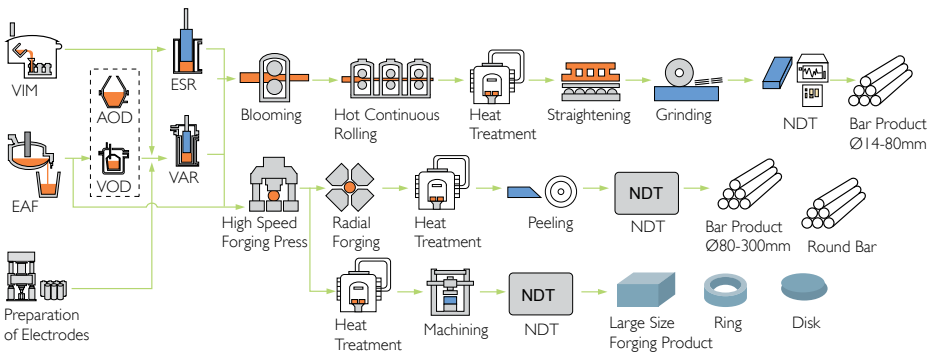 VIM
ESR
AOD
EAF
VOD
VAR
Preparation
of Electrodes
Blooming
Hot Continuous
Rolling
Heat
Treatment
Straightening
Grinding
NDT
Bar Product
Ø14-80mm
High Speed
Forging Press
Radial
Forging
Heat
Treatment
Peeling
NDT
NDT
Bar Product
Ø80-300mm
Round Bar
Heat
Treatment
Machining
NDT
NDT
Large Size
Forging Product
Ring
Disk